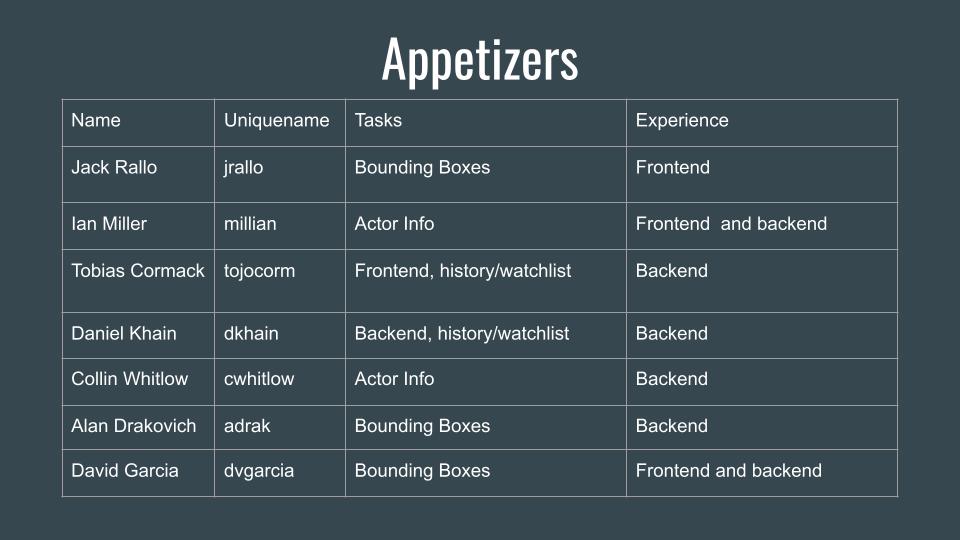 Appetizers
Name Uniquename Tasks Experience
Jack Rallo jrallo Bounding Boxes Frontend
Ian Miller millian Actor Info Frontend  and backend
Tobias Cormack tojocorm Frontend, history/watchlist Backend
Daniel Khain dkhain Backend, history/watchlist Backend
Collin Whitlow cwhitlow Actor Info Backend
Alan Drakovich adrak Bounding Boxes Backend
David Garcia dvgarcia Bounding Boxes Frontend and backend